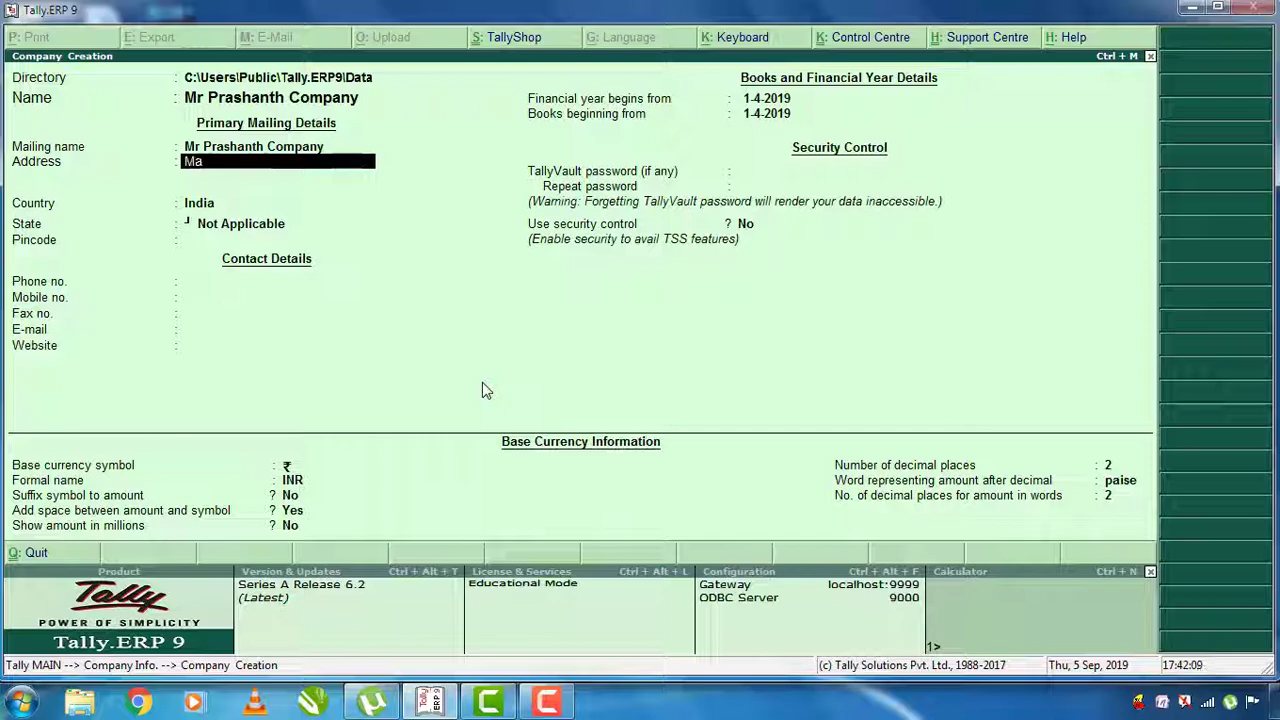 Tally.ERP 9
P: Print E: Export M: E-Mail O: Upload S: TallyShop G: Language K: Keyboard K: Control Centre H: Support Centre H: Help
Company Creation Ctrl + M
Directory : C:\Users\Public\Tally.ERP9\Data
Name : Mr Prashanth Company
Primary Mailing Details
Mailing name : Mr Prashanth Company
Address : Ma
Country : India
State : ┘ Not Applicable
Pincode :
Contact Details
Phone no. :
Mobile no. :
Fax no. :
E-mail :
Website :
Books and Financial Year Details
Financial year begins from : 1-4-2019
Books beginning from : 1-4-2019
Security Control
TallyVault password (if any) :
Repeat password :
(Warning: Forgetting TallyVault password will render your data inaccessible.)
Use security control ? No
(Enable security to avail TSS features)
Base Currency Information
Base currency symbol : ₹
Formal name : INR
Suffix symbol to amount ? No
Add space between amount and symbol ? Yes
Show amount in millions ? No
Number of decimal places : 2
Word representing amount after decimal : paise
No. of decimal places for amount in words : 2
Q: Quit
Product
Tally
POWER OF SIMPLICITY
Tally.ERP 9
Version & Updates Ctrl + Alt + T
Series A Release 6.2
(Latest)
License & Services Ctrl + Alt + L
Educational Mode
Configuration Ctrl + Alt + F
Gateway localhost:9999
ODBC Server 9000
Calculator Ctrl + N
1>
Tally MAIN --> Company Info. --> Company Creation (c) Tally Solutions Pvt. Ltd., 1988-2017 Thu, 5 Sep, 2019 17:42:09